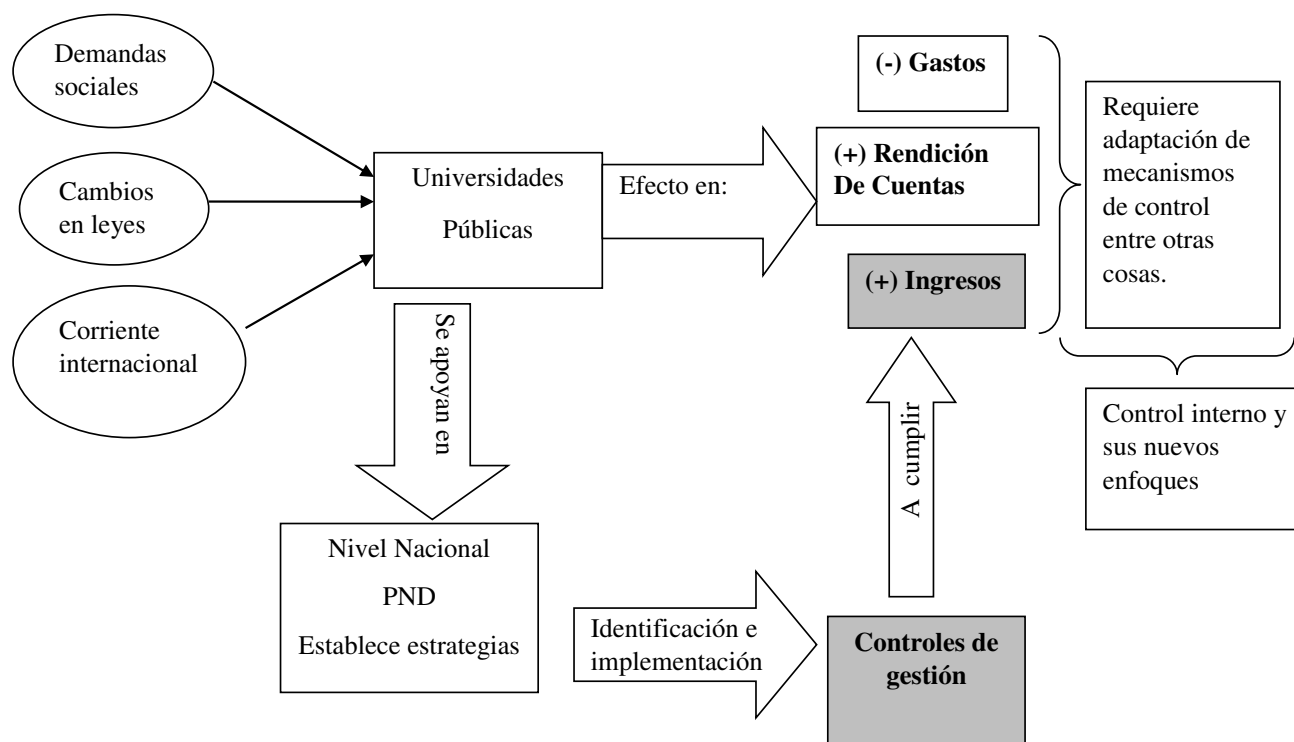 Demandas
sociales
Cambios
en leyes
Corriente
internacional
Universidades
Públicas
Efecto en:
(-) Gastos
(+) Rendición
De Cuentas
(+) Ingresos
Requiere
adaptación de
mecanismos
de control
entre otras
cosas.
Control interno y
sus nuevos
enfoques
Se apoyan en
Nivel Nacional
PND
Establece estrategias
Identificación e
implementación
Controles de
gestión
A cumplir